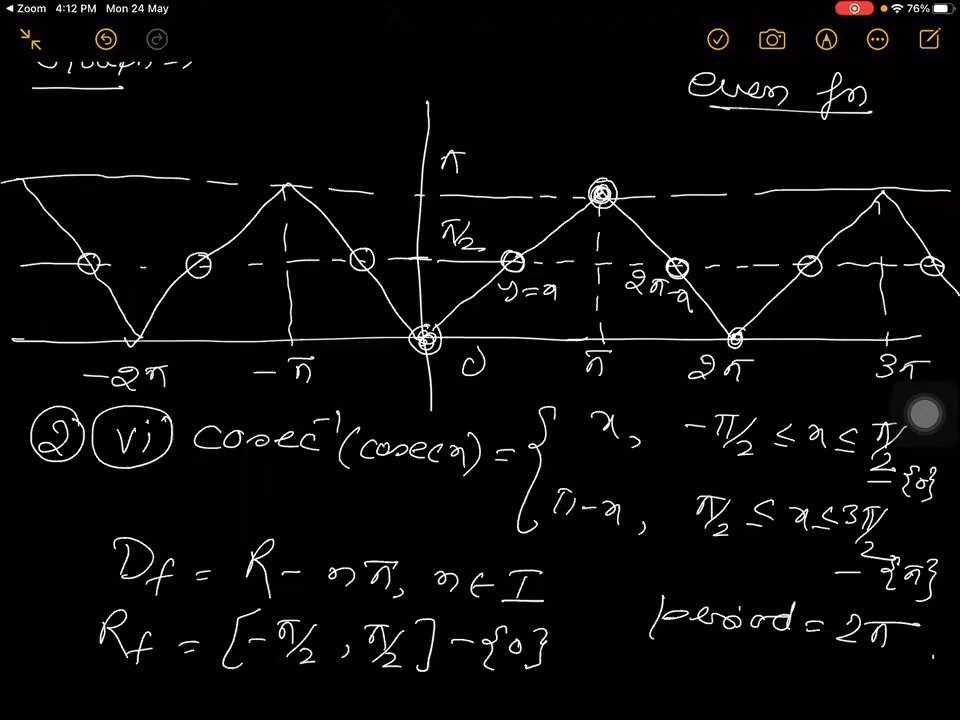 Zoom 4:12 PM Mon 24 May 76%
even fn
π
π/2
y=x 2π-x
-2π -π 0 π 2π 3π
② vi cosec⁻¹(cosecx) = { x, -π/2 ≤ x ≤ π/2 - {0}
π-x, π/2 ≤ x ≤ 3π/2 - {π}
Df = R - nπ, n∈I
Rf = [-π/2, π/2] - {0} period = 2π